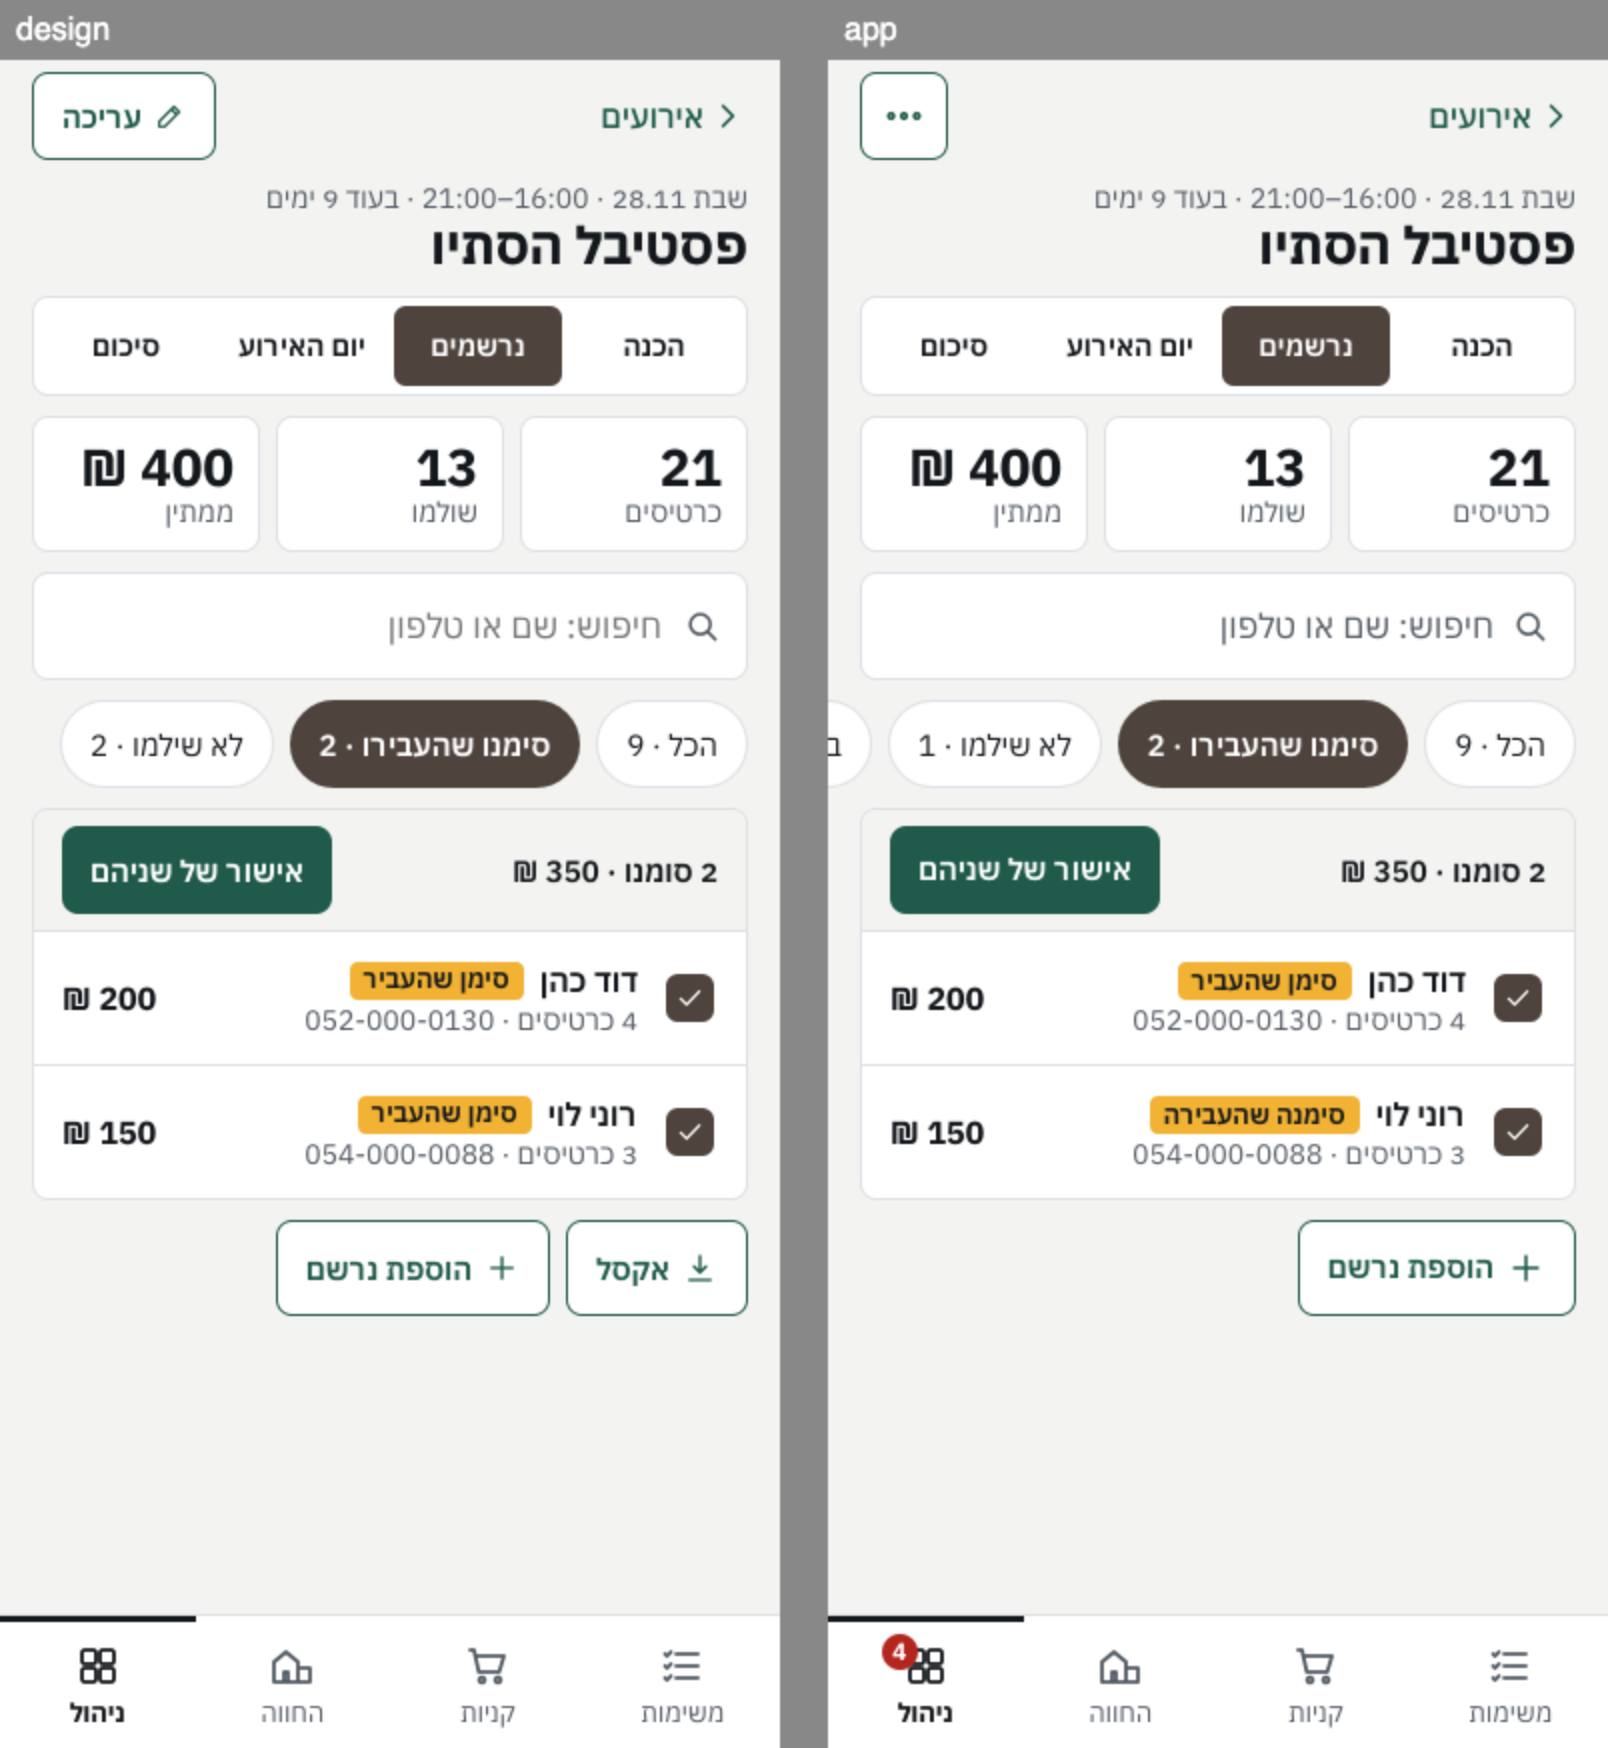 design
אירועים
עריכה
שבת 28.11 · 16:00–21:00 · בעוד 9 ימים
פסטיבל הסתיו
הכנה נרשמים יום האירוע סיכום
21 13 400 ₪
כרטיסים שולמו ממתין
חיפוש: שם או טלפון
הכל · 9 סימנו שהעבירו · 2 לא שילמו · 2
2 סומנו · 350 ₪ אישור של שניהם
דוד כהן סימן שהעביר 200 ₪
4 כרטיסים · 052-000-0130
רוני לוי סימן שהעביר 150 ₪
3 כרטיסים · 054-000-0088
אקסל הוספת נרשם
משימות קניות החווה ניהול
app
אירועים
שבת 28.11 · 16:00–21:00 · בעוד 9 ימים
פסטיבל הסתיו
הכנה נרשמים יום האירוע סיכום
21 13 400 ₪
כרטיסים שולמו ממתין
חיפוש: שם או טלפון
הכל · 9 סימנו שהעבירו · 2 לא שילמו · 1
2 סומנו · 350 ₪ אישור של שניהם
דוד כהן סימן שהעביר 200 ₪
4 כרטיסים · 052-000-0130
רוני לוי סימנה שהעבירה 150 ₪
3 כרטיסים · 054-000-0088
הוספת נרשם
4
משימות קניות החווה ניהול